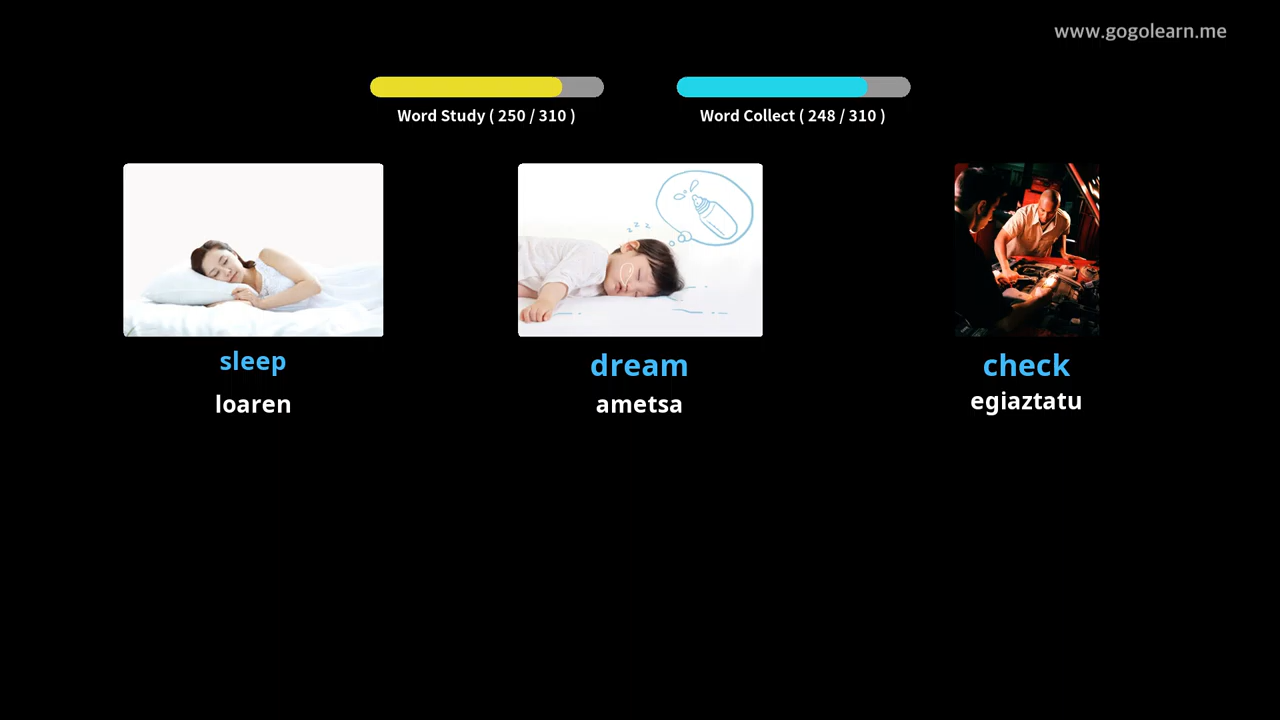 www.gogolearn.me
Word Study ( 250 / 310 )
Word Collect ( 248 / 310 )
sleep
dream
check
loaren
ametsa
egiaztatu